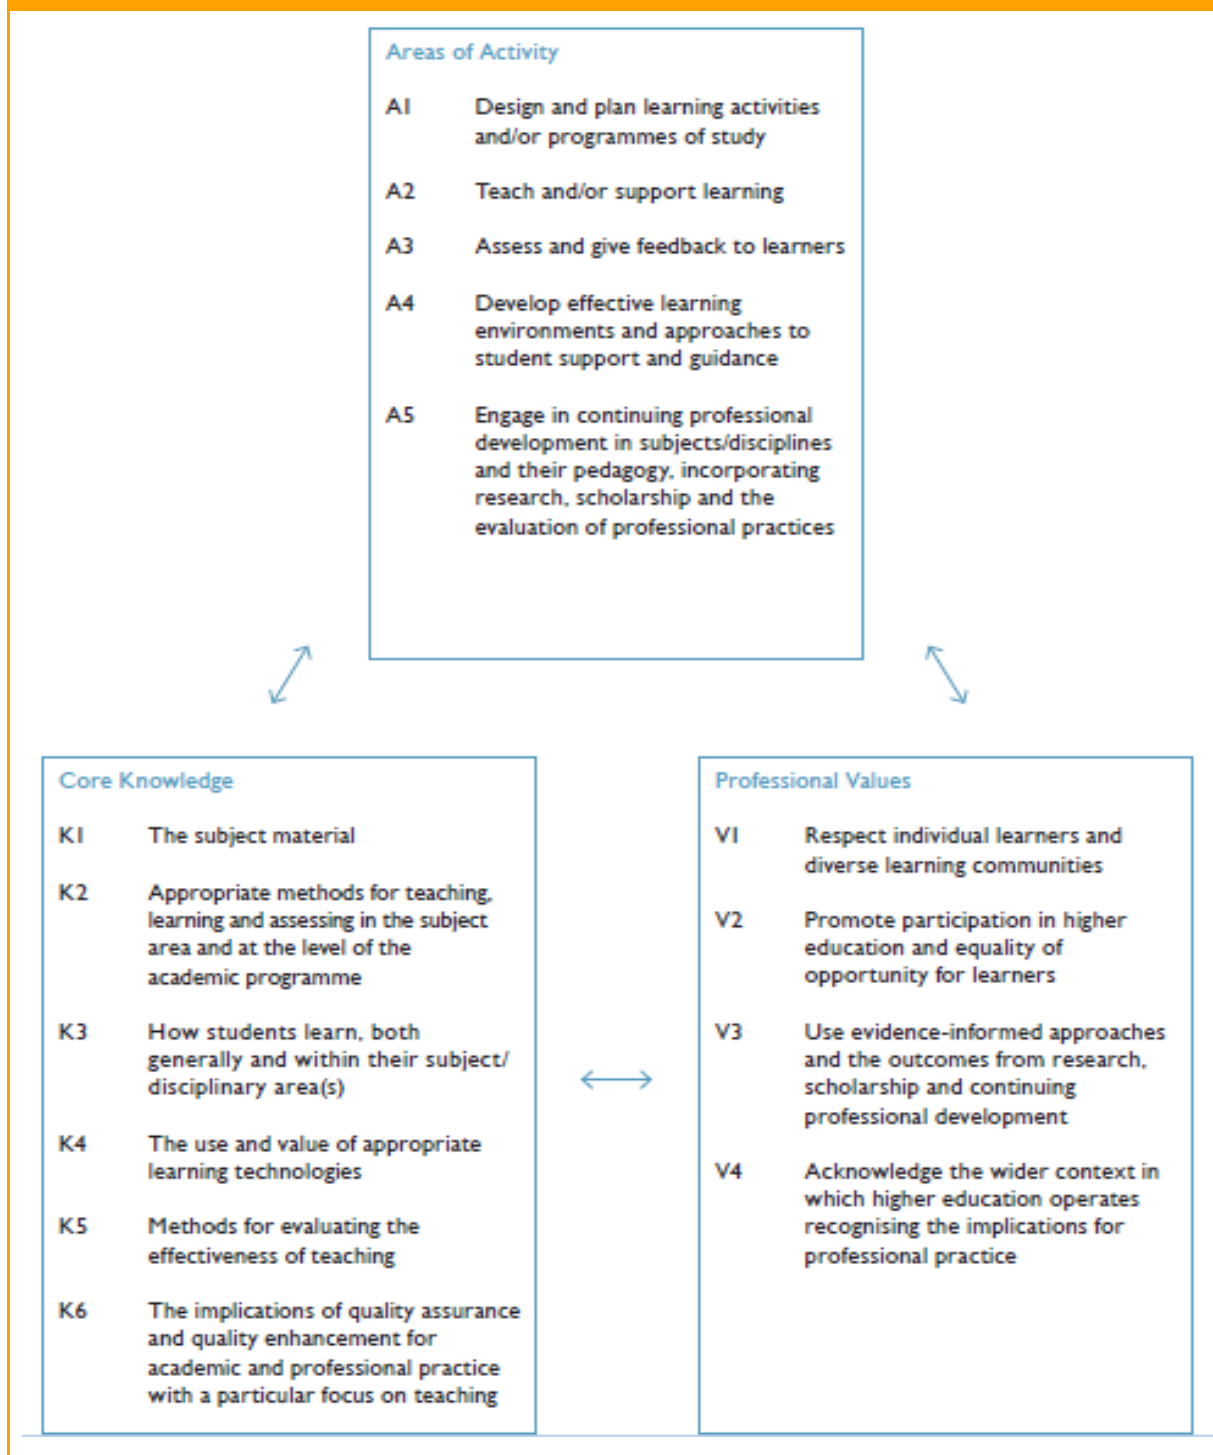 Areas of Activity
A1 Design and plan learning activities
and/or programmes of study
A2 Teach and/or support learning
A3 Assess and give feedback to learners
A4 Develop effective learning
environments and approaches to
student support and guidance
A5 Engage in continuing professional
development in subjects/disciplines
and their pedagogy, incorporating
research, scholarship and the
evaluation of professional practices
Core Knowledge
K1 The subject material
K2 Appropriate methods for teaching,
learning and assessing in the subject
area and at the level of the
academic programme
K3 How students learn, both
generally and within their subject/
disciplinary area(s)
K4 The use and value of appropriate
learning technologies
K5 Methods for evaluating the
effectiveness of teaching
K6 The implications of quality assurance
and quality enhancement for
academic and professional practice
with a particular focus on teaching
Professional Values
V1 Respect individual learners and
diverse learning communities
V2 Promote participation in higher
education and equality of
opportunity for learners
V3 Use evidence-informed approaches
and the outcomes from research,
scholarship and continuing
professional development
V4 Acknowledge the wider context in
which higher education operates
recognising the implications for
professional practice